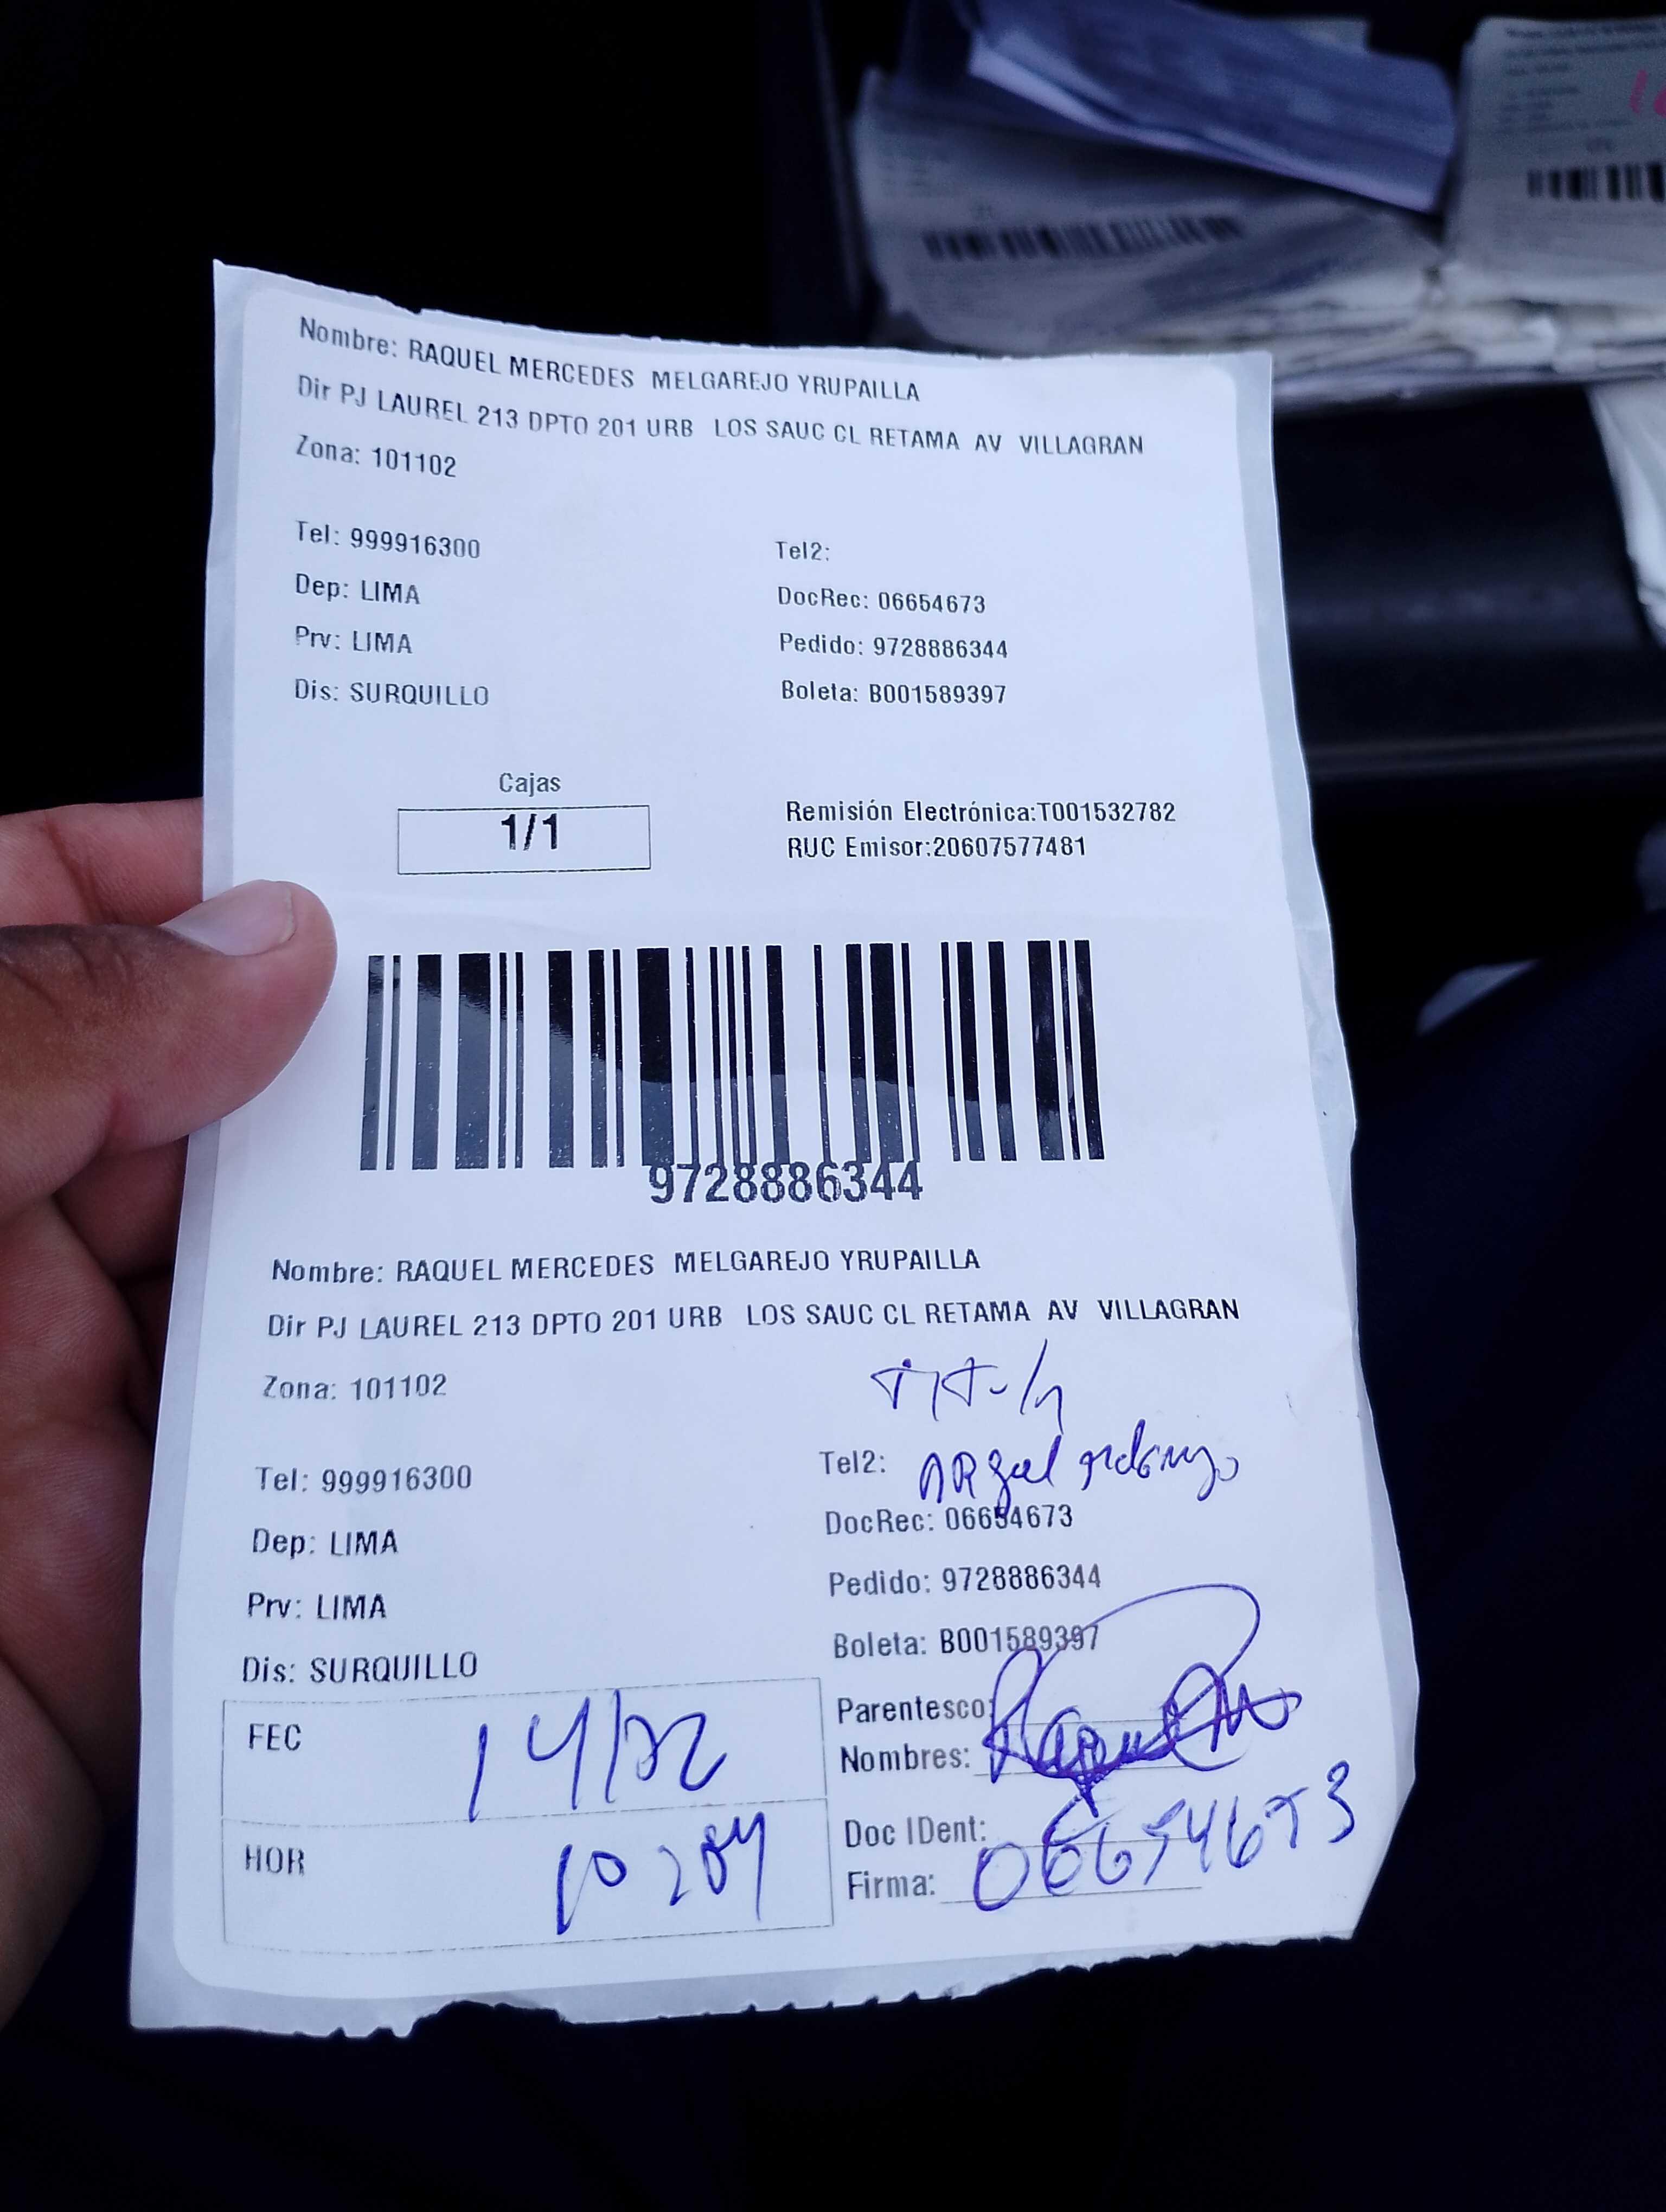 Nombre: RAQUEL MERCEDES MELGAREJO YRUPAILLA
Dir PJ LAUREL 213 DPTO 201 URB LOS SAUC CL RETAMA AV VILLAGRAN
Zona: 101102
Tel: 999916300 Tel2:
Dep: LIMA DocRec: 06654673
Prv: LIMA Pedido: 9728886344
Dis: SURQUILLO Boleta: B001589397
Cajas
1/1
Remisión Electrónica:T001532782
RUC Emisor:20607577481
9728886344
Nombre: RAQUEL MERCEDES MELGAREJO YRUPAILLA
Dir PJ LAUREL 213 DPTO 201 URB LOS SAUC CL RETAMA AV VILLAGRAN
Zona: 101102
Tel: 999916300 Tel2:
Dep: LIMA DocRec: 06654673
Prv: LIMA Pedido: 9728886344
Dis: SURQUILLO Boleta: B001589397
FEC
HOR
Parentesco:
Nombres:
Doc IDent:
Firma: 06654673